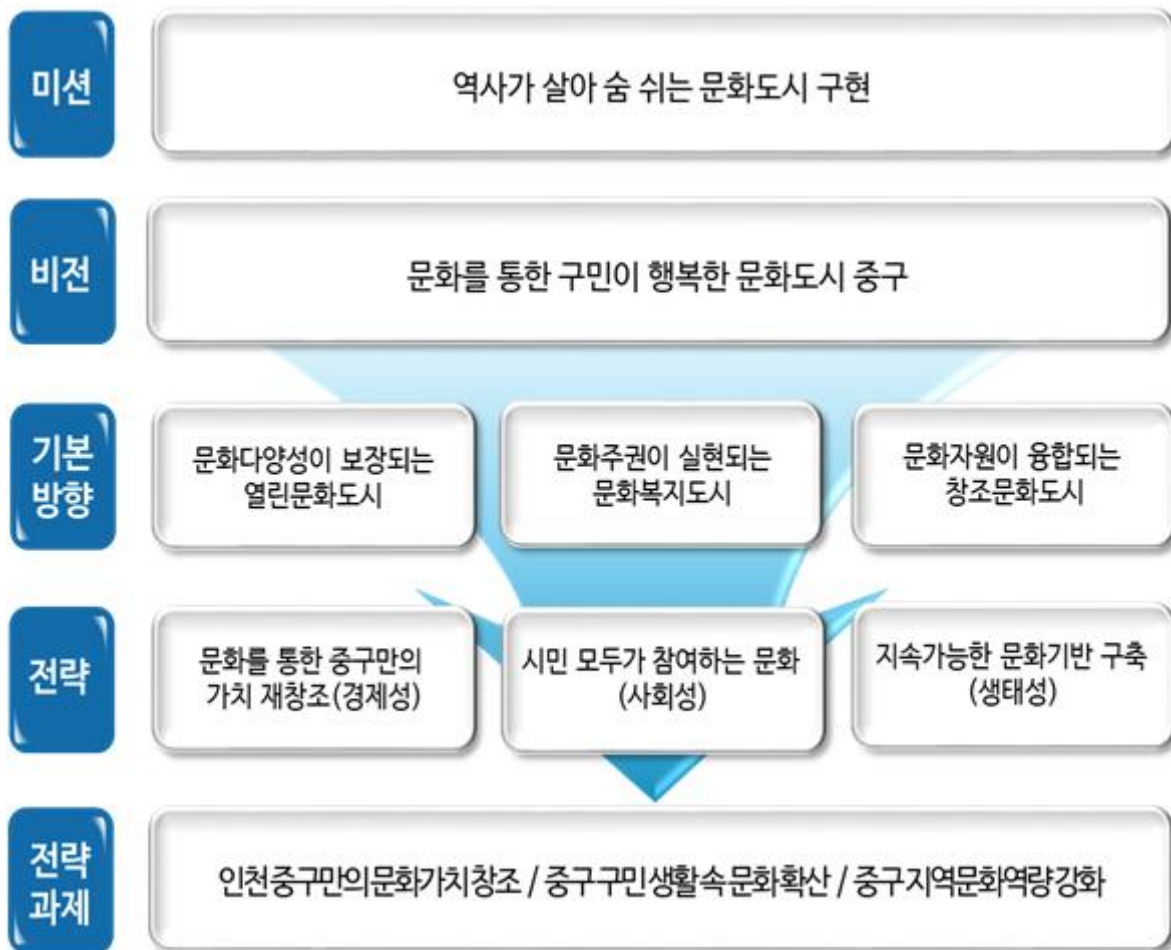 미션
역사가 살아 숨 쉬는 문화도시 구현
비전
문화를 통한 구민이 행복한 문화도시 중구
기본
방향
문화다양성이 보장되는
열린문화도시
문화주권이 실현되는
문화복지도시
문화자원이 융합되는
창조문화도시
전략
문화를 통한 중구만의
가치 재창조(경제성)
시민 모두가 참여하는 문화
(사회성)
지속가능한 문화기반 구축
(생태성)
전략
과제
인천중구만의문화가치창조 / 중구구민생활속문화확산 / 중구지역문화역량강화